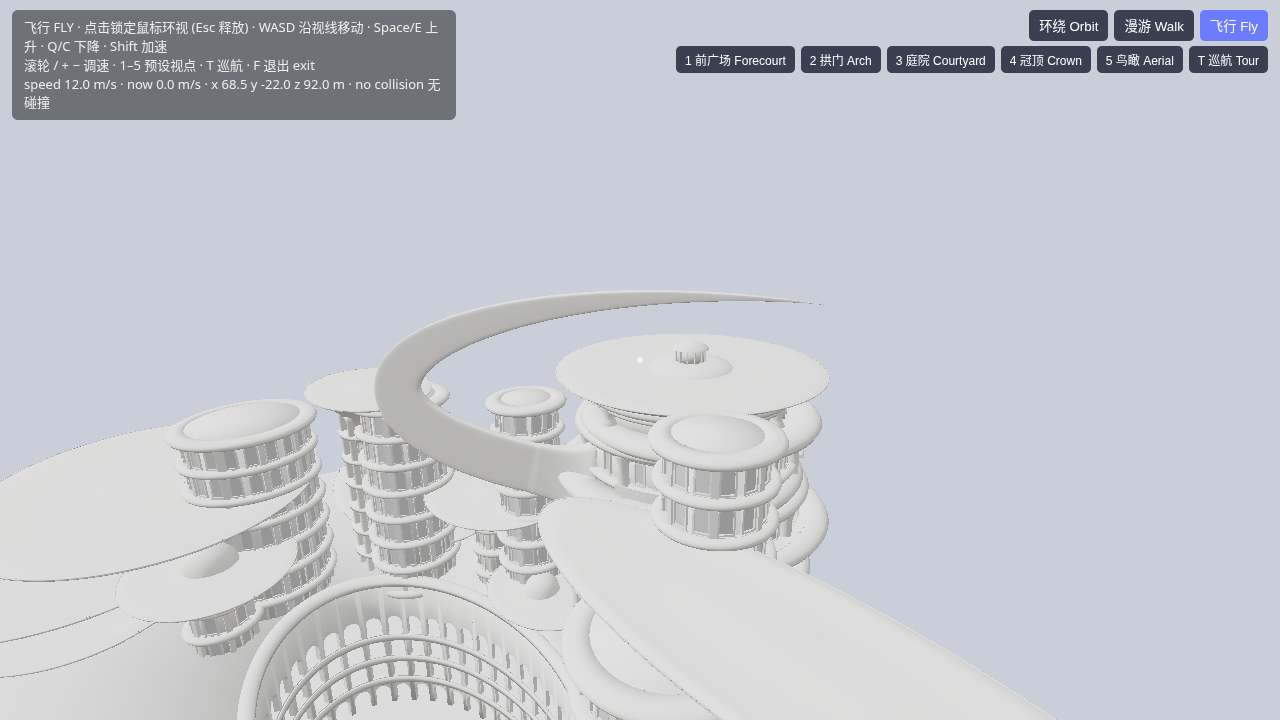 飞行 FLY · 点击锁定鼠标环视 (Esc 释放) · WASD 沿视线移动 · Space/E 上
升 · Q/C 下降 · Shift 加速
滚轮 / + − 调速 · 1–5 预设视点 · T 巡航 · F 退出 exit
speed 12.0 m/s · now 0.0 m/s · x 68.5 y -22.0 z 92.0 m · no collision 无
碰撞
环绕 Orbit
漫游 Walk
飞行 Fly
1 前广场 Forecourt
2 拱门 Arch
3 庭院 Courtyard
4 冠顶 Crown
5 鸟瞰 Aerial
T 巡航 Tour